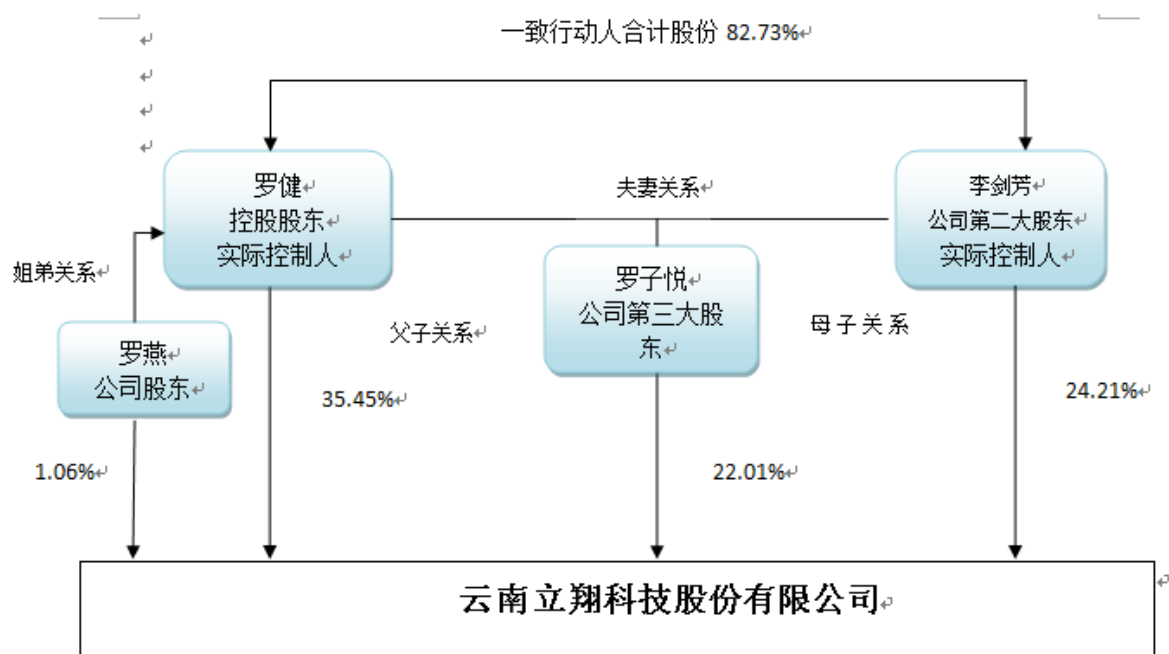 一致行动人合计股份 82.73%
罗健
控股股东
实际控制人
夫妻关系
李剑芳
公司第二大股东
实际控制人
姐弟关系
罗子悦
公司第三大股
东
父子关系
母子关系
罗燕
公司股东
35.45%
24.21%
1.06%
22.01%
云南立翔科技股份有限公司